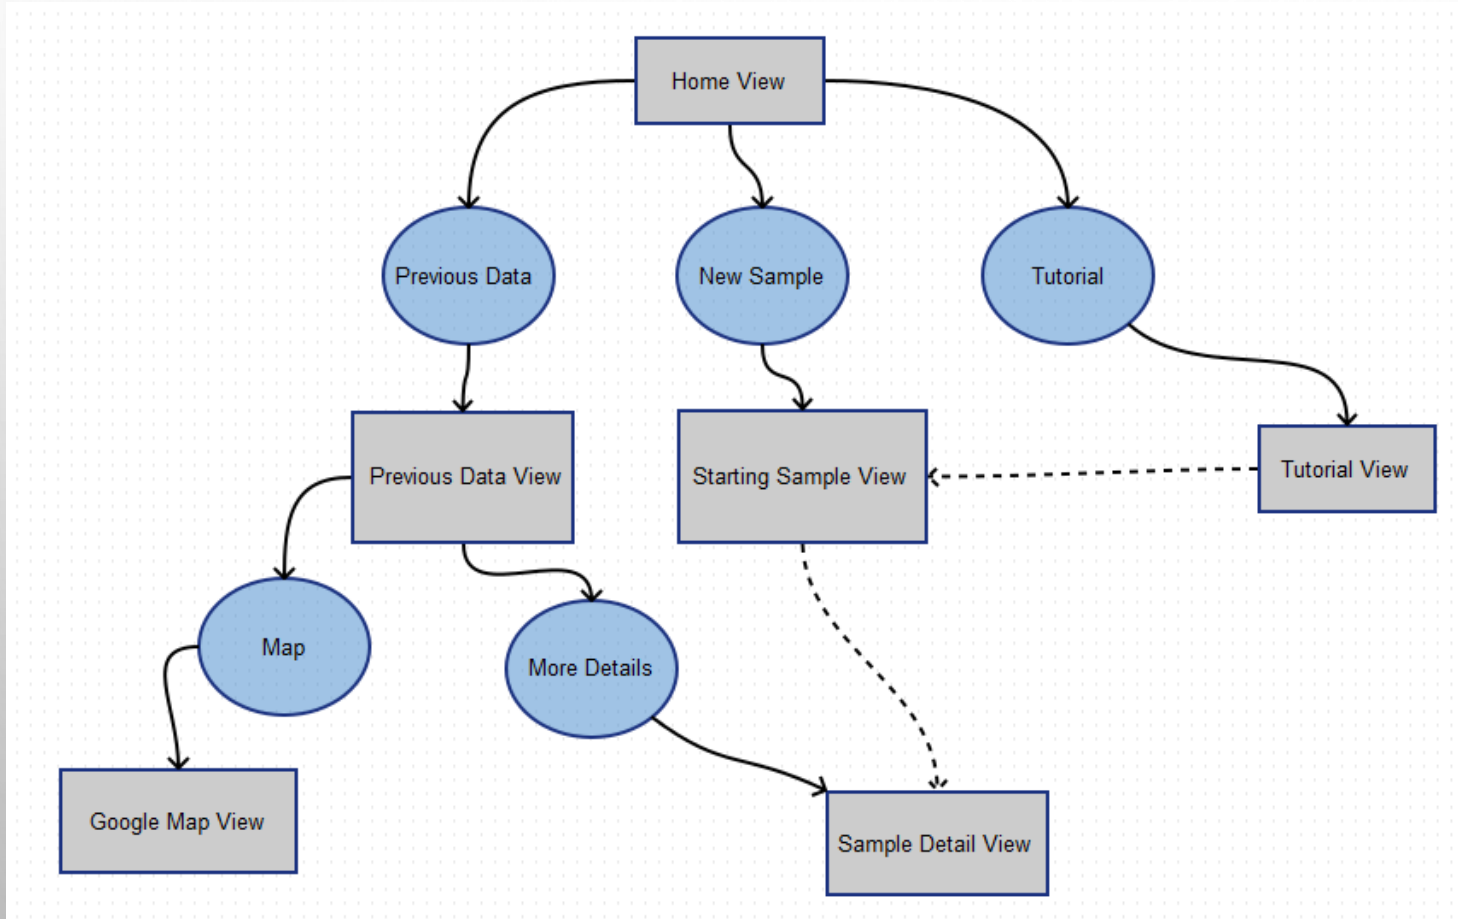 Home View
Previous Data
New Sample
Tutorial
Previous Data View
Starting Sample View
Tutorial View
Map
More Details
Google Map View
Sample Detail View